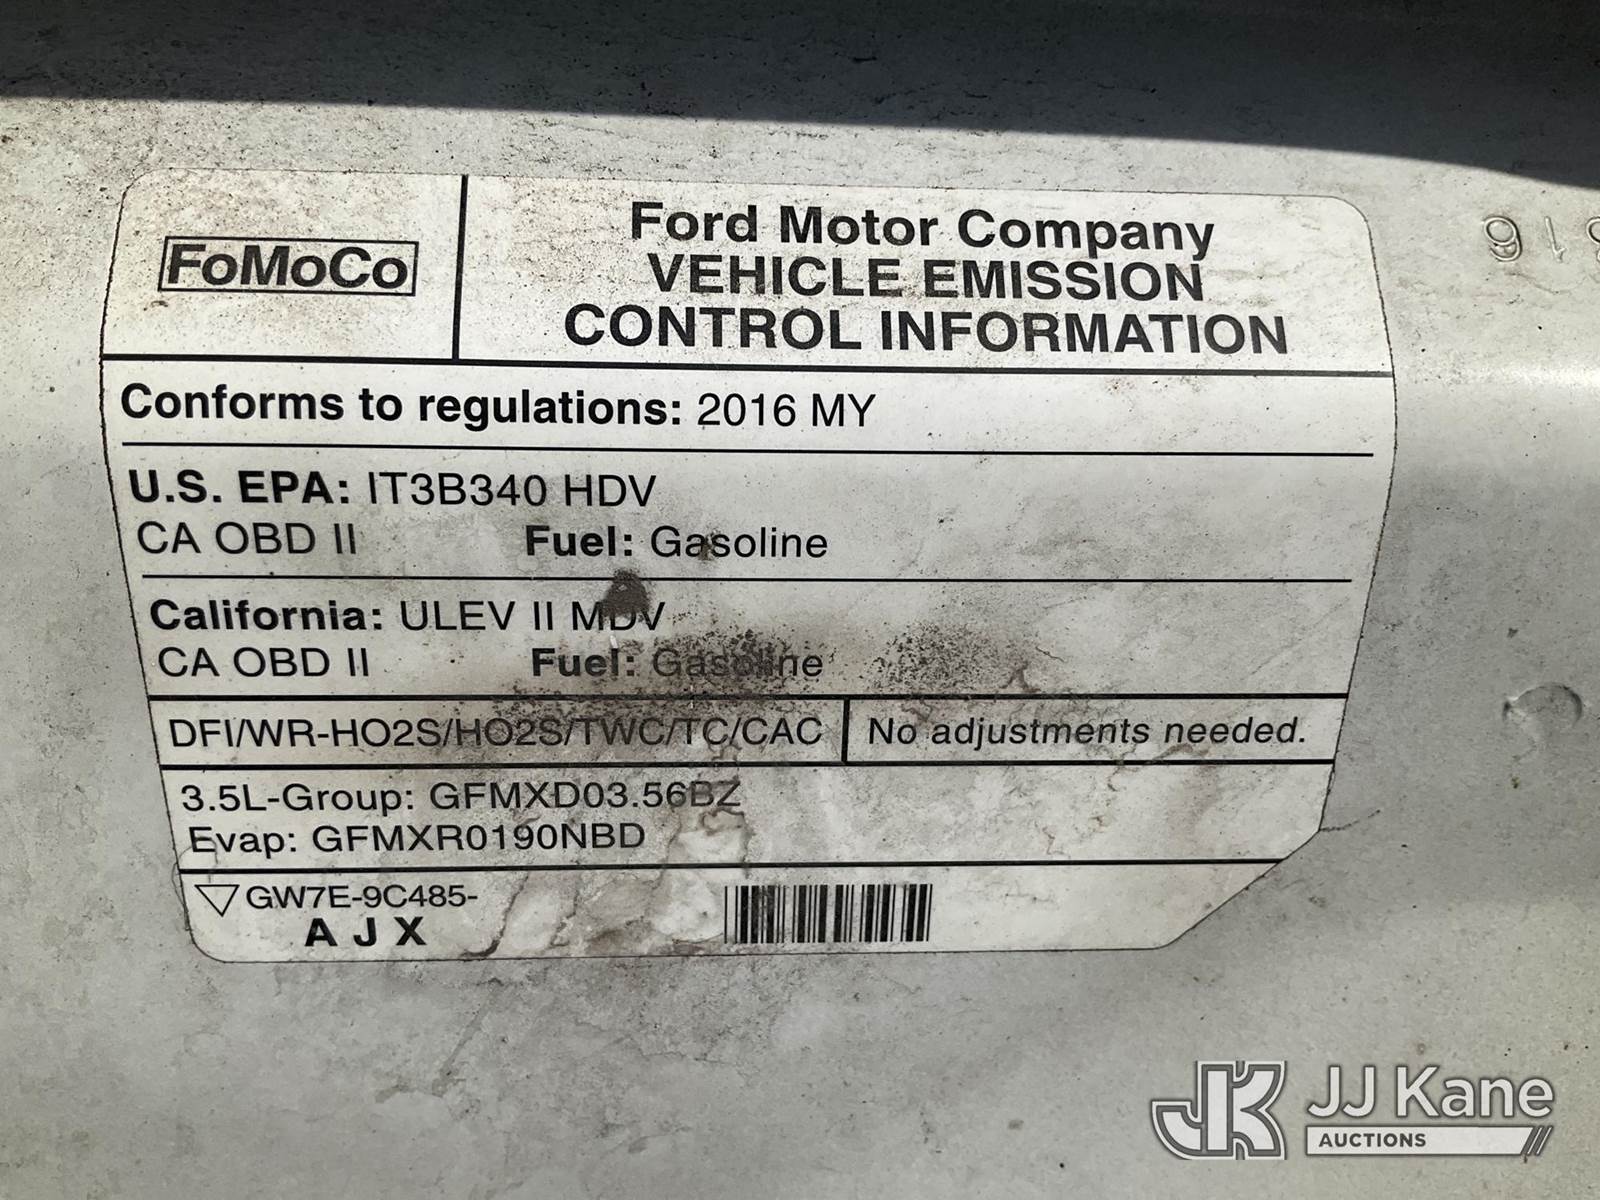 FoMoCo
Ford Motor Company
VEHICLE EMISSION
CONTROL INFORMATION
Conforms to regulations: 2016 MY
U.S. EPA: IT3B340 HDV
CA OBD II Fuel: Gasoline
California: ULEV II MDV
CA OBD II Fuel: Gasoline
DFI/WR-HO2S/HO2S/TWC/TC/CAC
No adjustments needed.
3.5L-Group: GFMXD03.56BZ
Evap: GFMXR0190NBD
GW7E-9C485-
A J X
JK JJ Kane
AUCTIONS